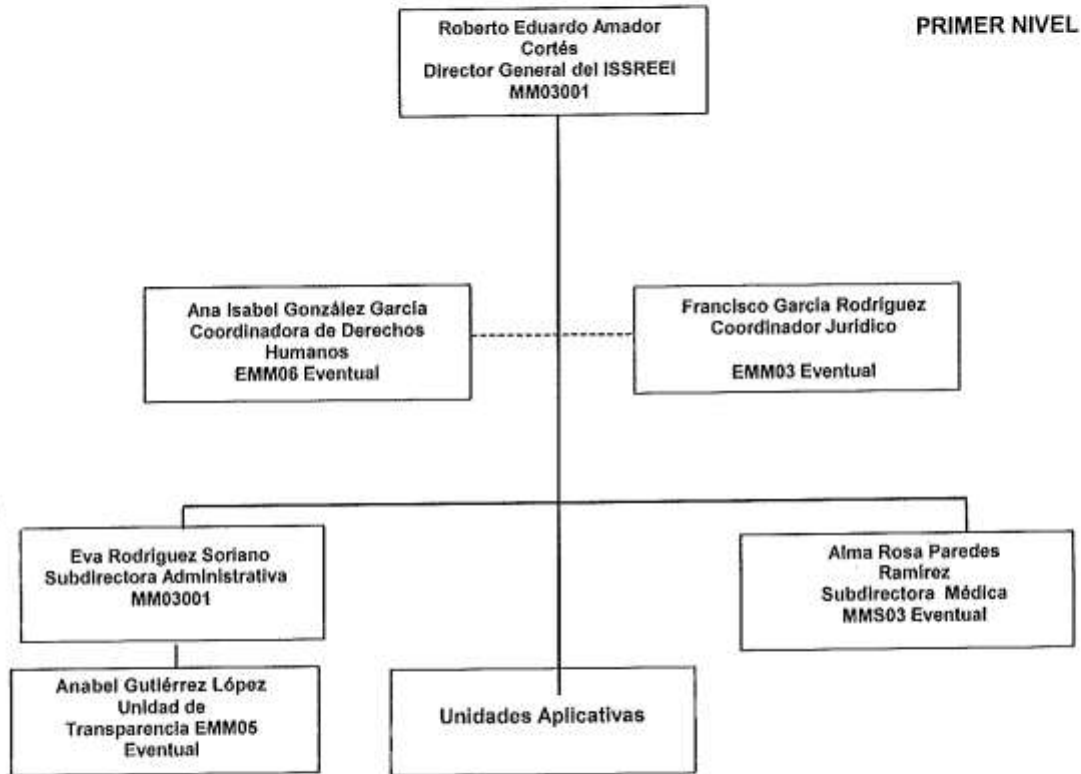 PRIMER NIVEL
Roberto Eduardo Amador
Cortés
Director General del ISSREEI
MM03001
Ana Isabel González García
Coordinadora de Derechos
Humanos
EMM06 Eventual
Francisco García Rodríguez
Coordinador Jurídico
EMM03 Eventual
Eva Rodríguez Soriano
Subdirectora Administrativa
MM03001
Alma Rosa Paredes
Ramírez
Subdirectora Médica
MMS03 Eventual
Anabel Gutiérrez López
Unidad de
Transparencia EMM05
Eventual
Unidades Aplicativas